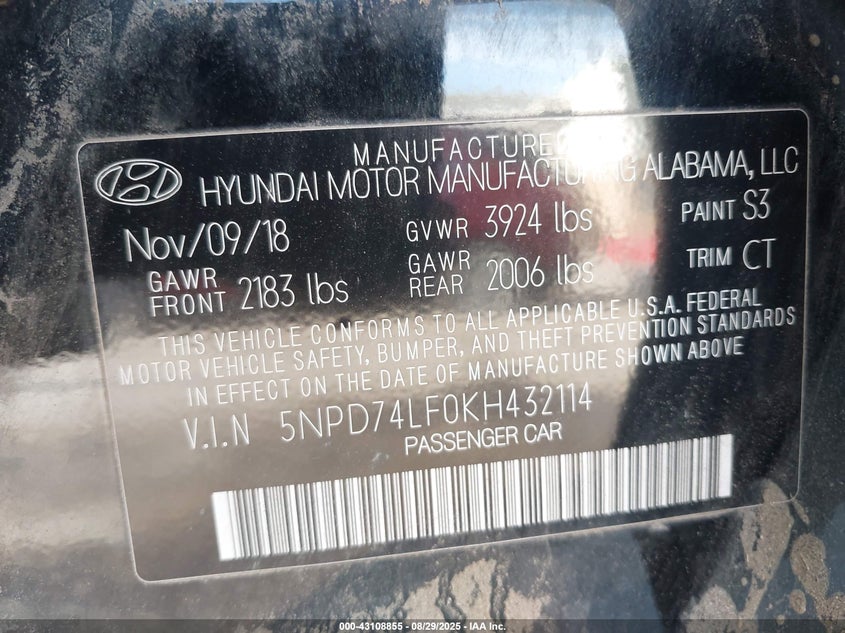 MANUFACTURED
HYUNDAI MOTOR MANUFACTURING ALABAMA, LLC
Nov/09/18 GVWR 3924 lbs PAINT S3
GAWR FRONT 2183 lbs GAWR REAR 2006 lbs TRIM CT
THIS VEHICLE CONFORMS TO ALL APPLICABLE U.S.A. FEDERAL
MOTOR VEHICLE SAFETY, BUMPER, AND THEFT PREVENTION STANDARDS
IN EFFECT ON THE DATE OF MANUFACTURE SHOWN ABOVE
V.I.N 5NPD74LF0KH432114
PASSENGER CAR
000-43108855 - 08/29/2025 - IAA Inc.